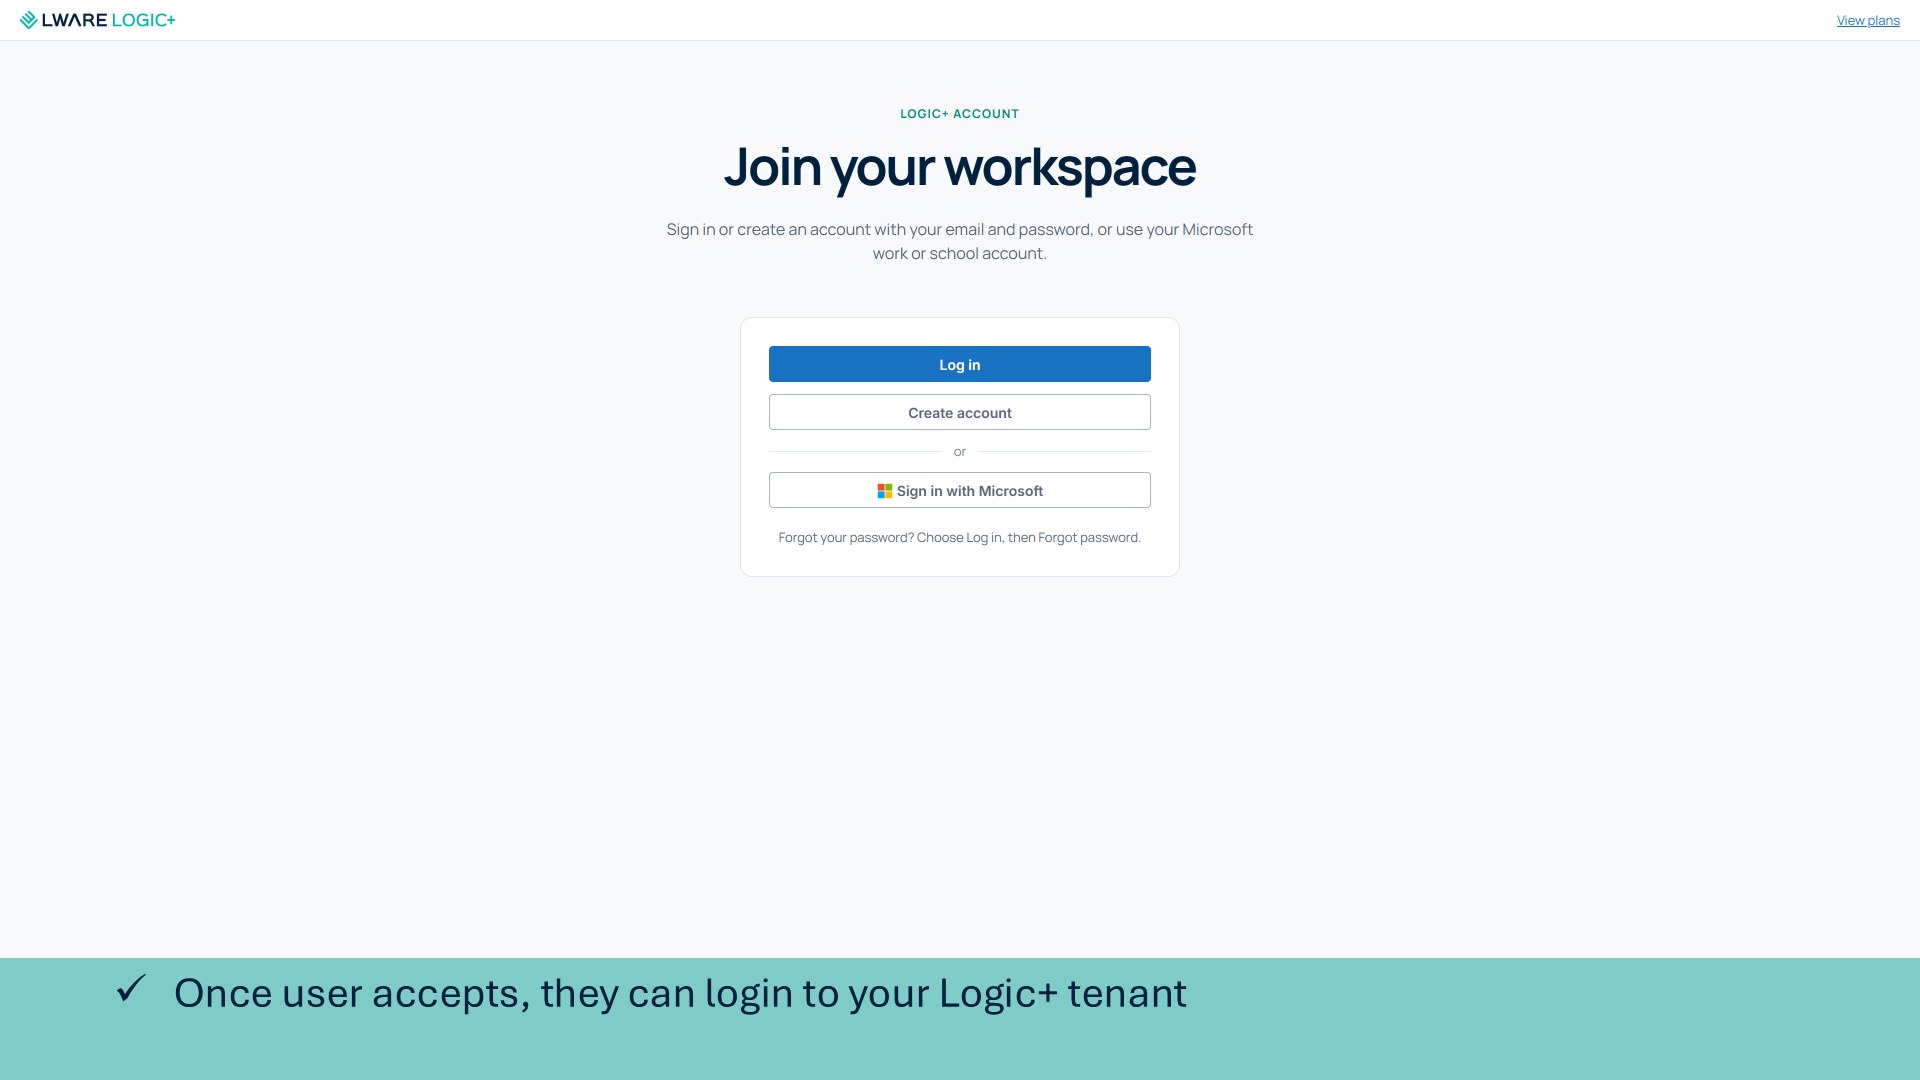 LWARE LOGIC+
View plans
LOGIC+ ACCOUNT
Join your workspace
Sign in or create an account with your email and password, or use your Microsoft
work or school account.
Log in
Create account
or
Sign in with Microsoft
Forgot your password? Choose Log in, then Forgot password.
✓ Once user accepts, they can login to your Logic+ tenant